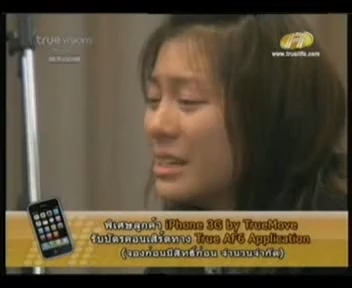 true visions
www.truelife.com
พิเศษลูกค้า iPhone 3G by TrueMove
รับบัตรคอนเสิร์ตทาง True AF6 Application
(จองก่อนมีสิทธิ์ก่อน จำนวนจำกัด)